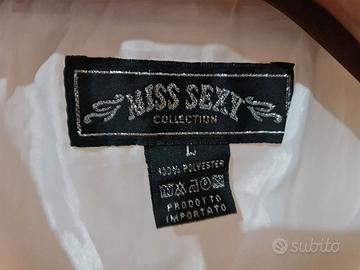 MISS SEXY
COLLECTION
L
100% POLYESTER
PRODOTTO
IMPORTATO
subito